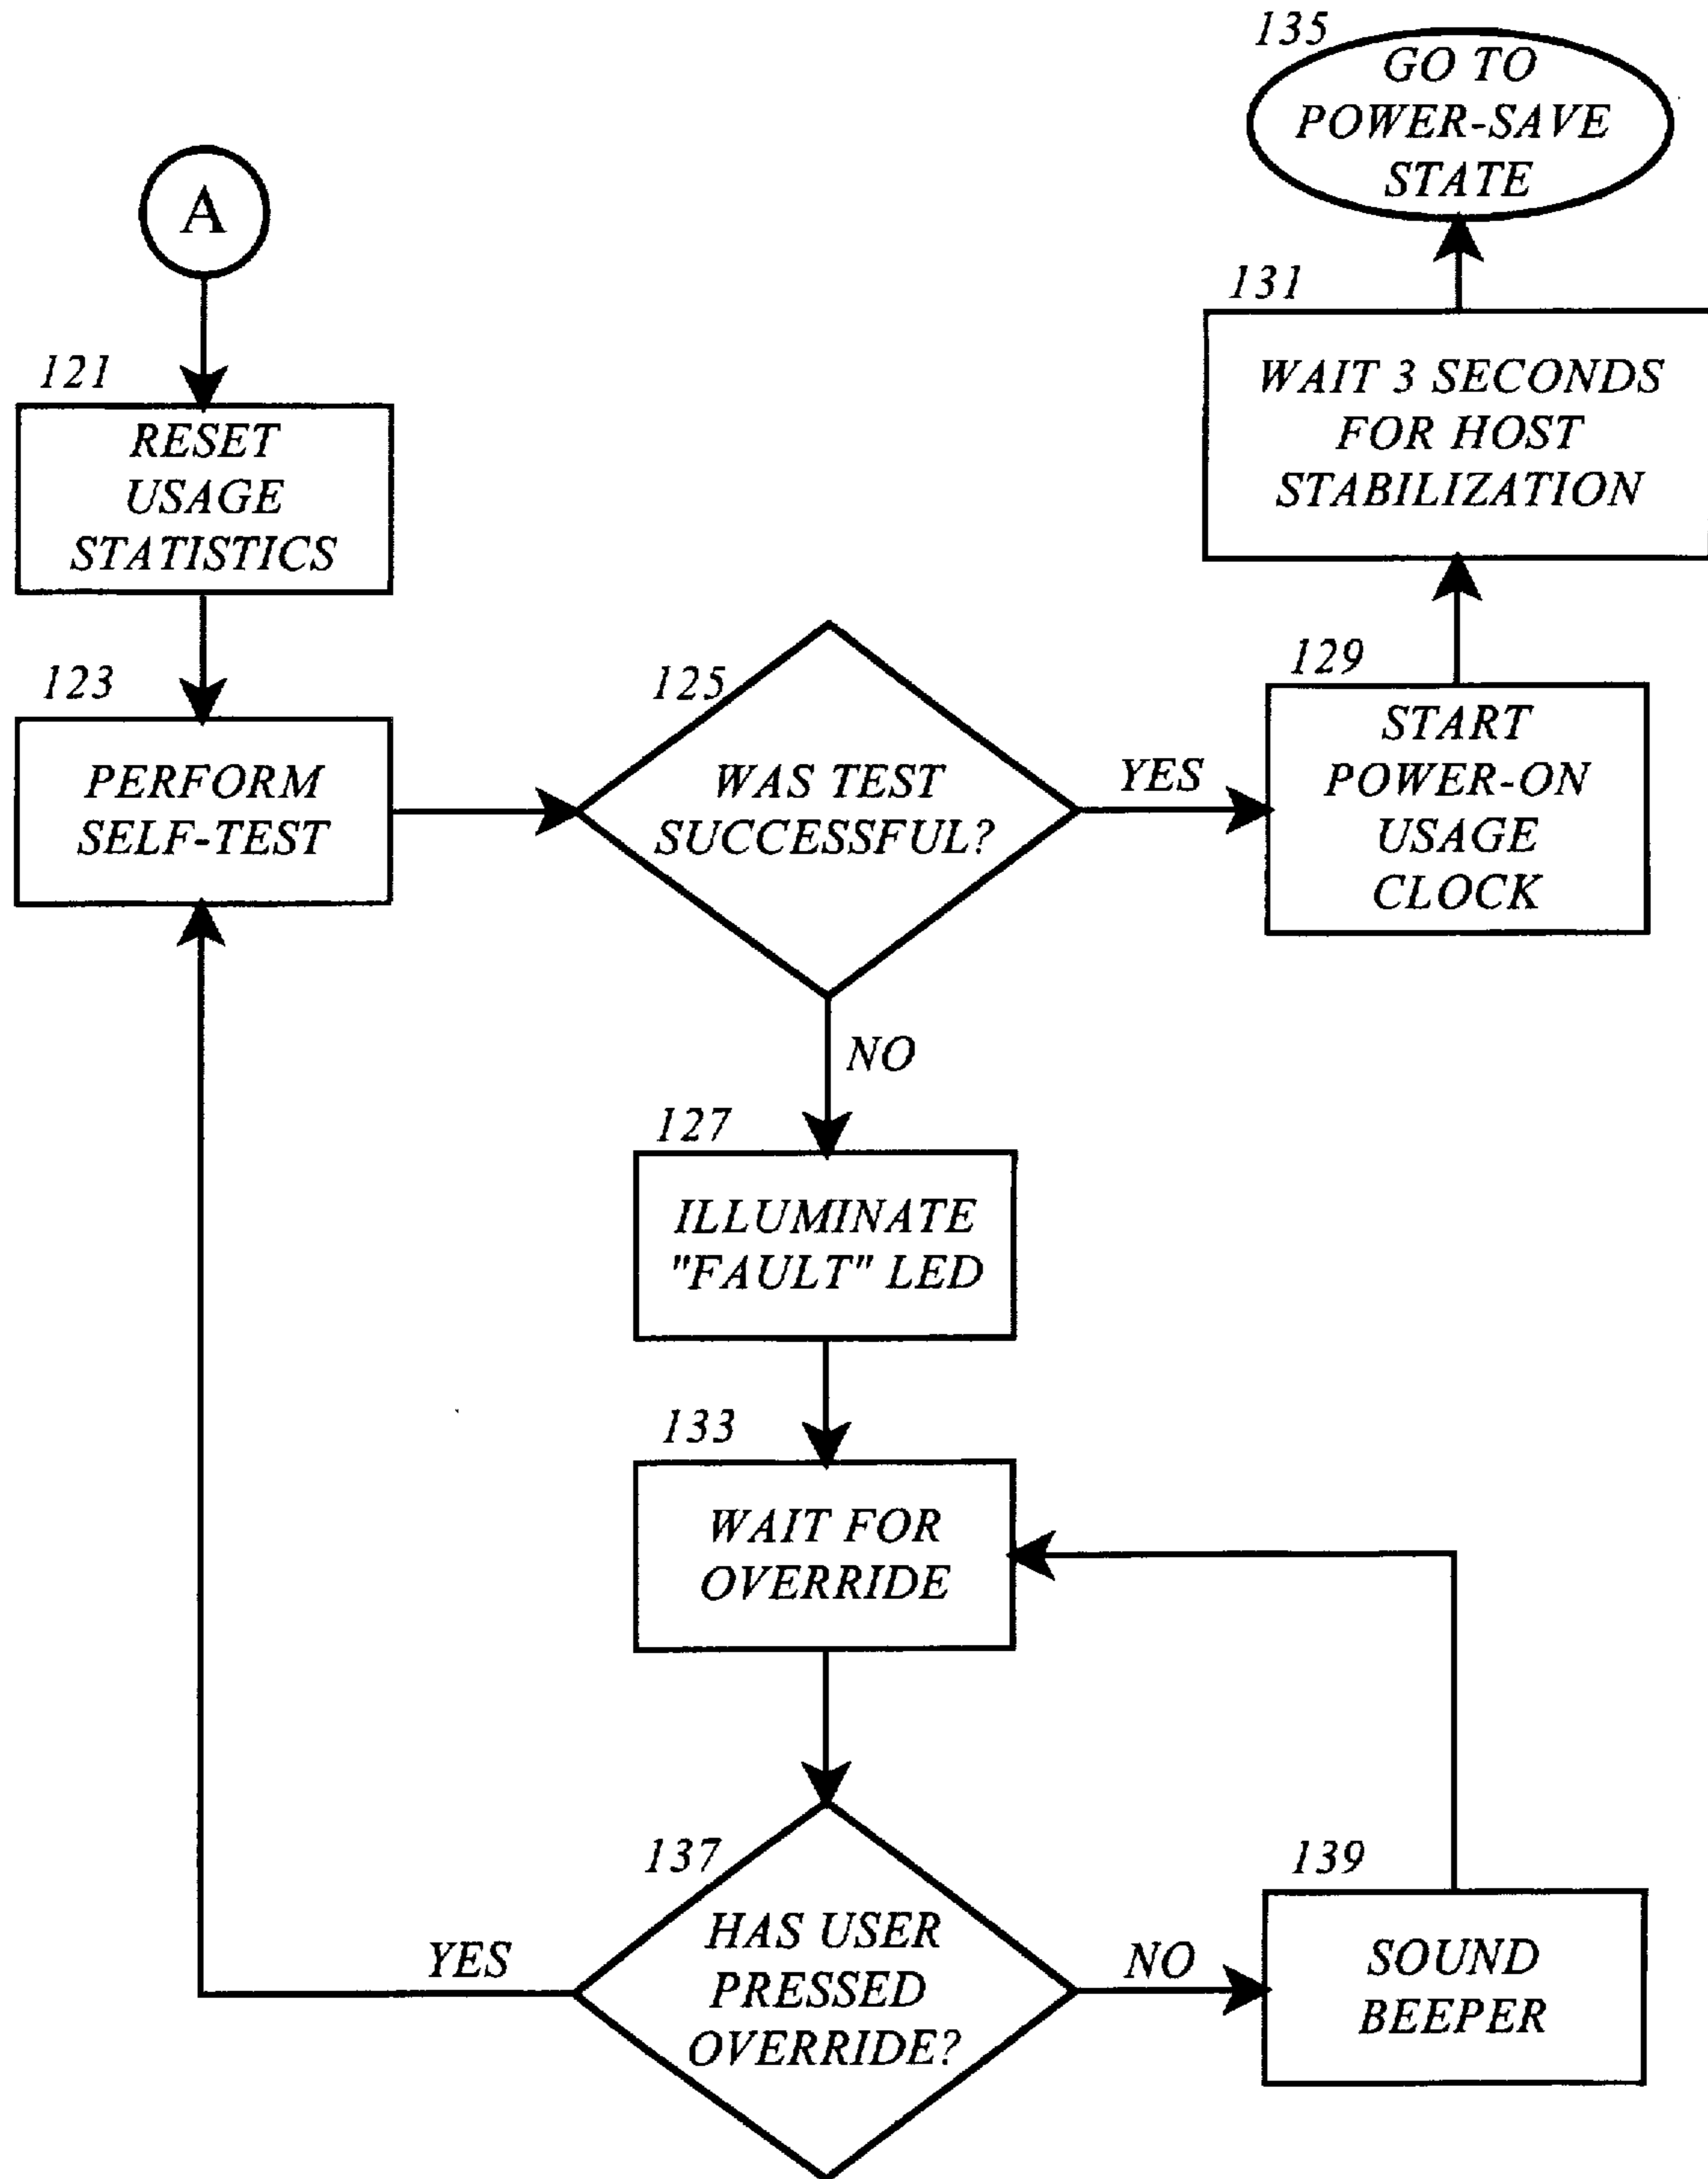 135
GO TO
POWER-SAVE
STATE
A
131
WAIT 3 SECONDS
FOR HOST
STABILIZATION
121
RESET
USAGE
STATISTICS
129
START
POWER-ON
USAGE
CLOCK
123
PERFORM
SELF-TEST
125
WAS TEST
SUCCESSFUL?
YES
NO
127
ILLUMINATE
"FAULT" LED
133
WAIT FOR
OVERRIDE
137
HAS USER
PRESSED
OVERRIDE?
YES
NO
139
SOUND
BEEPER